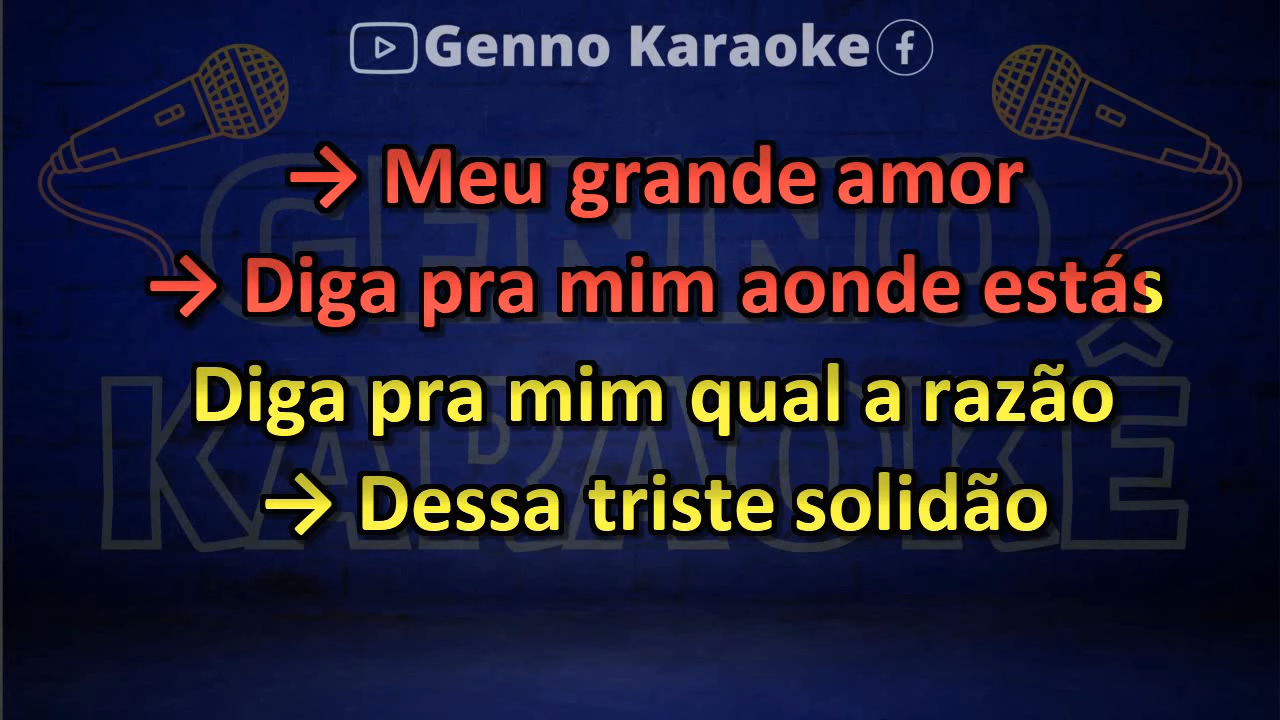 Genno Karaoke
→ Meu grande amor
→ Diga pra mim aonde estás
Diga pra mim qual a razão
→ Dessa triste solidão
GENNO
KARAOKÊ